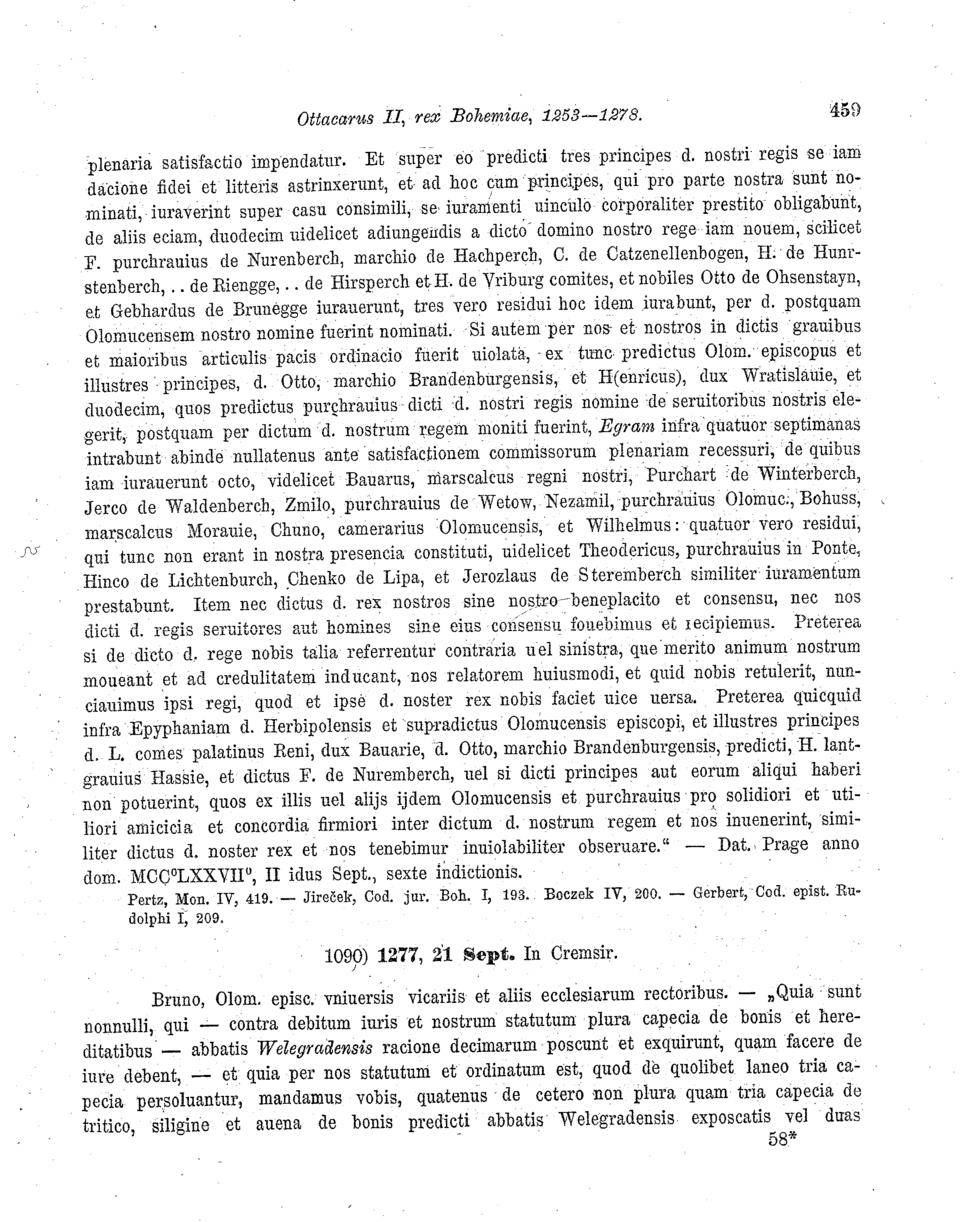 Ottacarus II, rex Bohemiae, 1253—1278. 459
plenaria satisfactio impendatur. Et super eo predicti tres principes d. nostri regis se iam
dacione fidei et litteris astrinxerunt, et ad hoc cum principes, qui pro parte nostra sunt no-
minati, iuraverint super casu consimili, se iuramenti uinculo corporaliter prestito obligabunt,
de aliis eciam, duodecim uidelicet adiungendis a dicto domino nostro rege iam nouem, scilicet
F. purchrauius de Nurenberch, marchio de Hachperch, C. de Catzenellenbogen, H. de Hunr-
stenberch, . . de Riengge, . . de Hirsperch et H. de Vriburg comites, et nobiles Otto de Ohsenstayn,
et Gebhardus de Brunegge iurauerunt, tres vero residui hoc idem iurabunt, per d. postquam
Olomucensem nostro nomine fuerint nominati. Si autem per nos et nostros in dictis grauibus
et maioribus articulis pacis ordinacio fuerit uiolata, ex tunc predictus Olom. episcopus et
illustres principes, d. Otto, marchio Brandenburgensis, et H(enricus), dux Wratislauie, et
duodecim, quos predictus purchrauius dicti d. nostri regis nomine de seruitoribus nostris ele-
gerit, postquam per dictum d. nostrum regem moniti fuerint, Egram infra quatuor septimanas
intrabunt abinde nullatenus ante satisfactionem commissorum plenariam recessuri, de quibus
iam iurauerunt octo, videlicet Bauarus, marscalcus regni nostri, Purchart de Winterberch,
Jerco de Waldenberch, Zmilo, purchrauius de Wetow, Nezamil, purchrauius Olomuc., Bohuss,
marscalcus Morauie, Chuno, camerarius Olomucensis, et Wilhelmus: quatuor vero residui,
qui tunc non erant in nostra presencia constituti, uidelicet Theodericus, purchrauius in Ponte,
Hinco de Lichtenburch, Chenko de Lipa, et Jerozlaus de Steremberch similiter iuramentum
prestabunt. Item nec dictus d. rex nostros sine nostro beneplacito et consensu, nec nos
dicti d. regis seruitores aut homines sine eius consensu fouebimus et recipiemus. Preterea
si de dicto d. rege nobis talia referrentur contraria uel sinistra, que merito animum nostrum
moueant et ad credulitatem inducant, nos relatorem huiusmodi, et quid nobis retulerit, nun-
ciauimus ipsi regi, quod et ipse d. noster rex nobis faciet uice uersa. Preterea quicquid
infra Epyphaniam d. Herbipolensis et supradictus Olomucensis episcopi, et illustres principes
d. L. comes palatinus Reni, dux Bauarie, d. Otto, marchio Brandenburgensis, predicti, H. lant-
grauius Hassie, et dictus F. de Nuremberch, uel si dicti principes aut eorum aliqui haberi
non potuerint, quos ex illis uel alijs ijdem Olomucensis et purchrauius pro solidiori et uti-
liori amicicia et concordia firmiori inter dictum d. nostrum regem et nos inuenerint, simi-
liter dictus d. noster rex et nos tenebimur inuiolabiliter obseruare.“ — Dat. Prage anno
dom. MCCºLXXVIIº, II idus Sept., sexte indictionis.
Pertz, Mon. IV, 419. — Jireček, Cod. jur. Boh. I, 193. Boczek IV, 200. — Gerbert, Cod. epist. Ru-
dolphi I, 209.
1090) 1277, 21 Sept. In Cremsir.
Bruno, Olom. episc. vniuersis vicariis et aliis ecclesiarum rectoribus. — „Quia sunt
nonnulli, qui — contra debitum iuris et nostrum statutum plura capecia de bonis et here-
ditatibus — abbatis Welegradensis racione decimarum poscunt et exquirunt, quam facere de
iure debent, — et quia per nos statutum et ordinatum est, quod de quolibet laneo tria ca-
pecia persoluantur, mandamus vobis, quatenus de cetero non plura quam tria capecia de
tritico, siligine et auena de bonis predicti abbatis Welegradensis exposcatis vel duas
58*